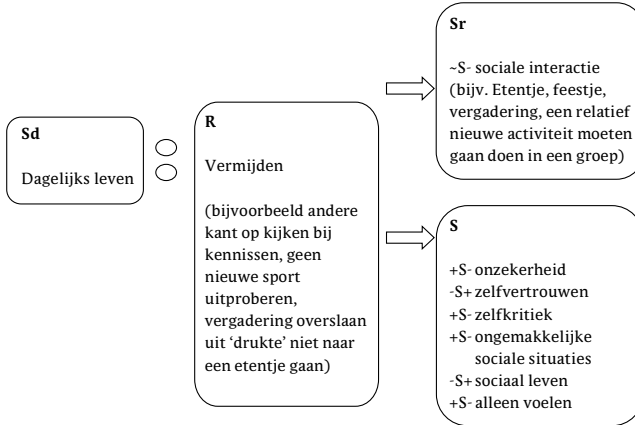 Sd
Dagelijks leven
R
Vermijden
(bijvoorbeeld andere
kant op kijken bij
kennissen, geen
nieuwe sport
uitproberen,
vergadering overslaan
uit ‘drukte’ niet naar
een etentje gaan)
Sr
~S- sociale interactie
(bijv. Etentje, feestje,
vergadering, een relatief
nieuwe activiteit moeten
gaan doen in een groep)
S
+S- onzekerheid
-S+ zelfvertrouwen
+S- zelfkritiek
+S- ongemakkelijke
sociale situaties
-S+ sociaal leven
+S- alleen voelen